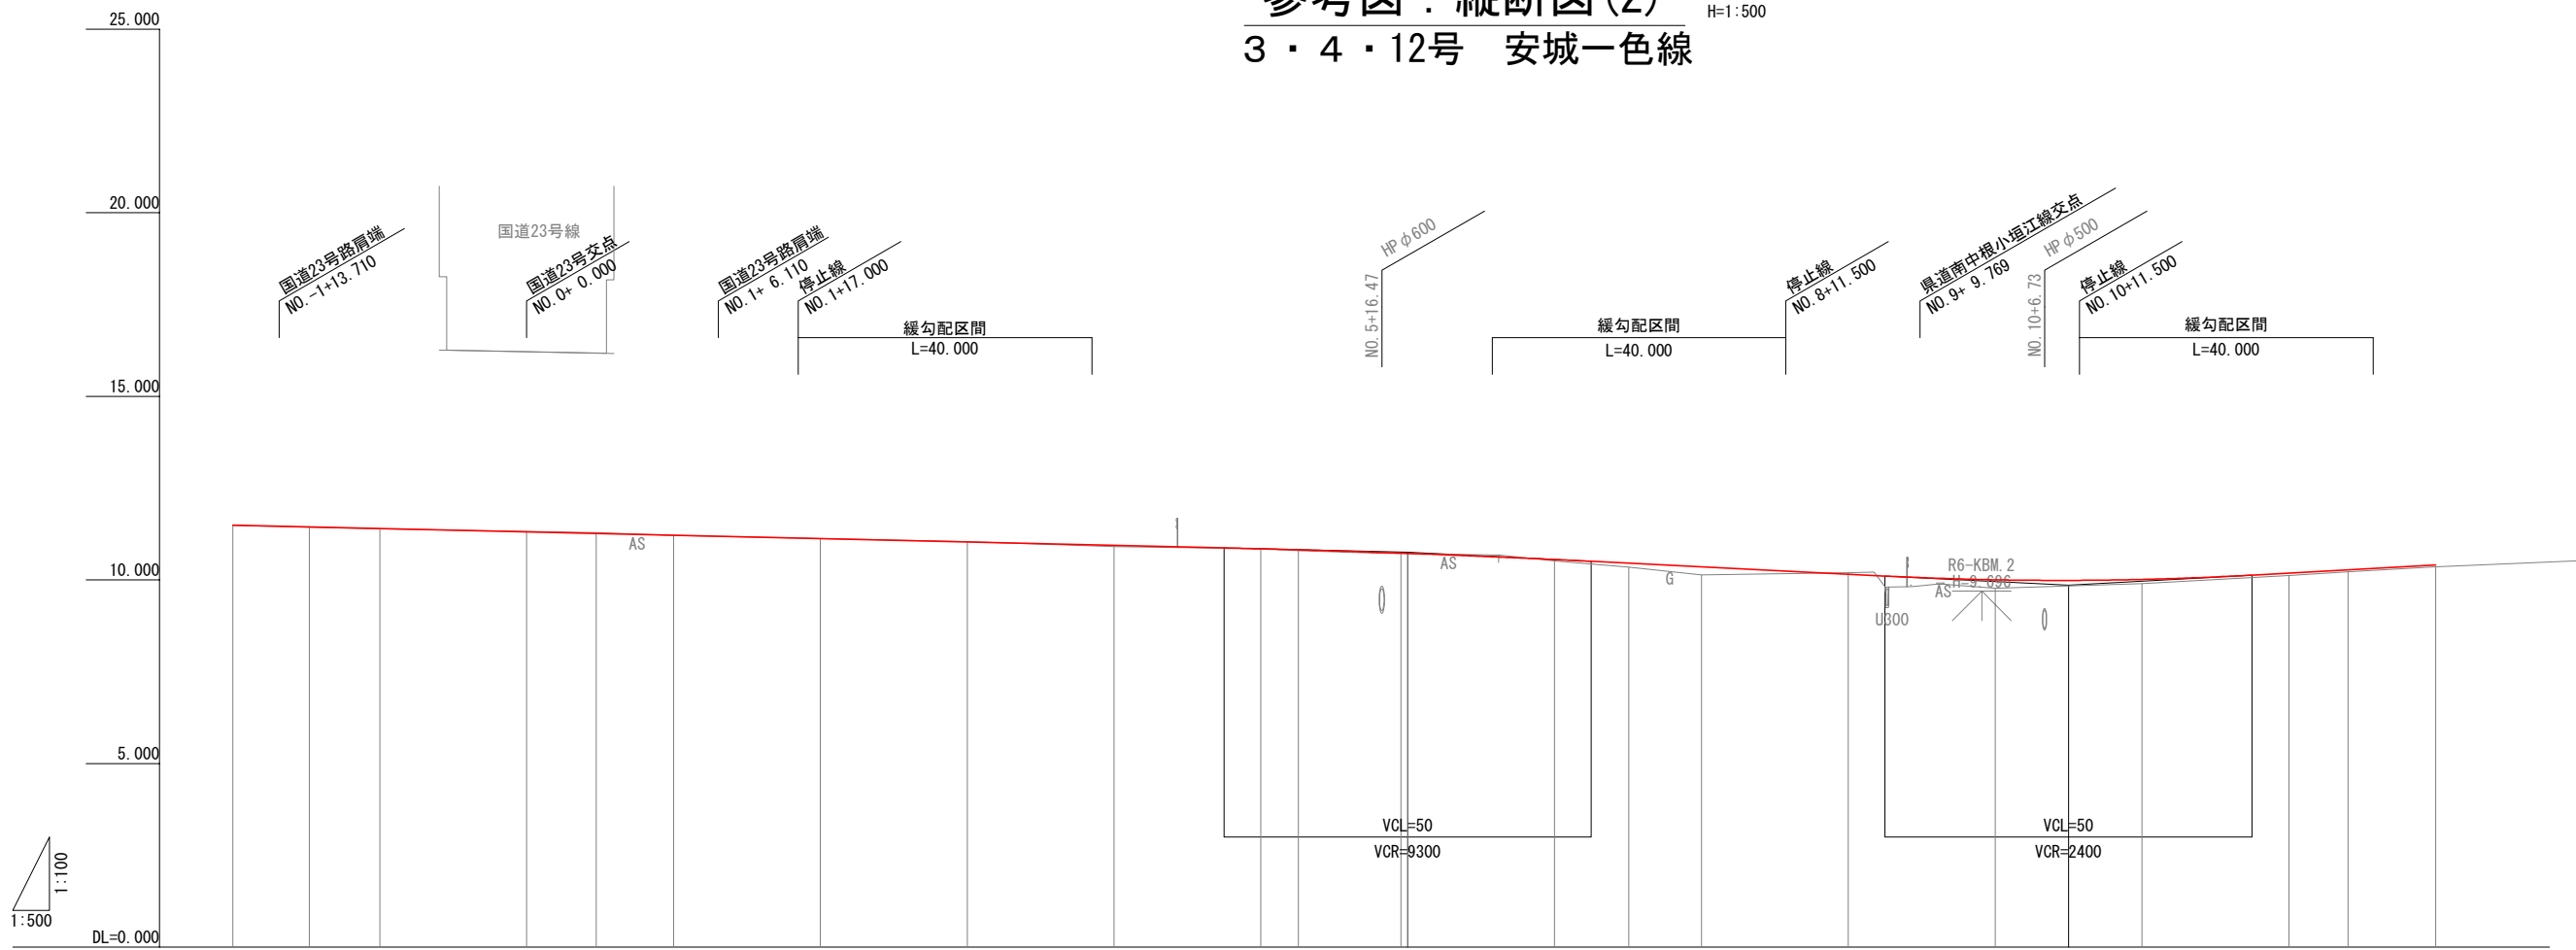 参考図：縦断図(2)
H=1:500
3・4・12号 安城一色線
25.000
20.000
15.000
10.000
5.000
DL=0.000
1:100
1:500
国道23号路肩端
NO.-1+13.710
国道23号線
国道23号交点
NO.0+ 0.000
国道23号路肩端
NO.1+ 6.110
停止線
NO.1+17.000
緩勾配区間
L=40.000
HPφ600
NO.5+16.47
緩勾配区間
L=40.000
停止線
NO.8+11.500
県道南中根小垣江線交点
NO.9+ 9.769
HPφ500
NO.10+6.73
停止線
NO.10+11.500
緩勾配区間
L=40.000
AS
AS
G
U300
AS
R6-KBM.2
H=9.696
VCL=50
VCR=9300
VCL=50
VCR=2400